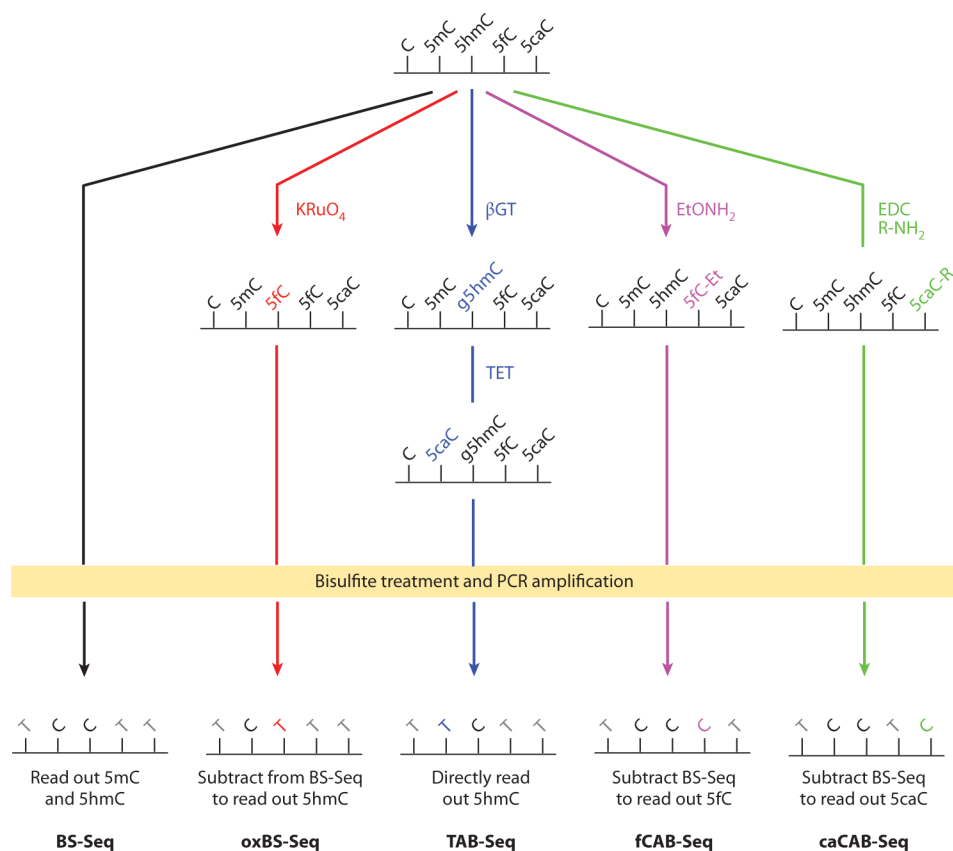 C 5mC 5hmC 5fC 5caC
KRuO4
βGT
EtONH2
EDC
R-NH2
C 5mC 5fC 5fC 5caC
C 5mC g5hmC 5fC 5caC
C 5mC 5hmC 5fC-Et 5caC
C 5mC 5hmC 5fC 5caC-R
TET
C 5caC g5hmC 5fC 5caC
Bisulfite treatment and PCR amplification
T C C T T
T C T T T
T T C T T
T C C C T
T C C T C
Read out 5mC
and 5hmC
Subtract from BS-Seq
to read out 5hmC
Directly read
out 5hmC
Subtract BS-Seq
to read out 5fC
Subtract BS-Seq
to read out 5caC
BS-Seq
oxBS-Seq
TAB-Seq
fCAB-Seq
caCAB-Seq